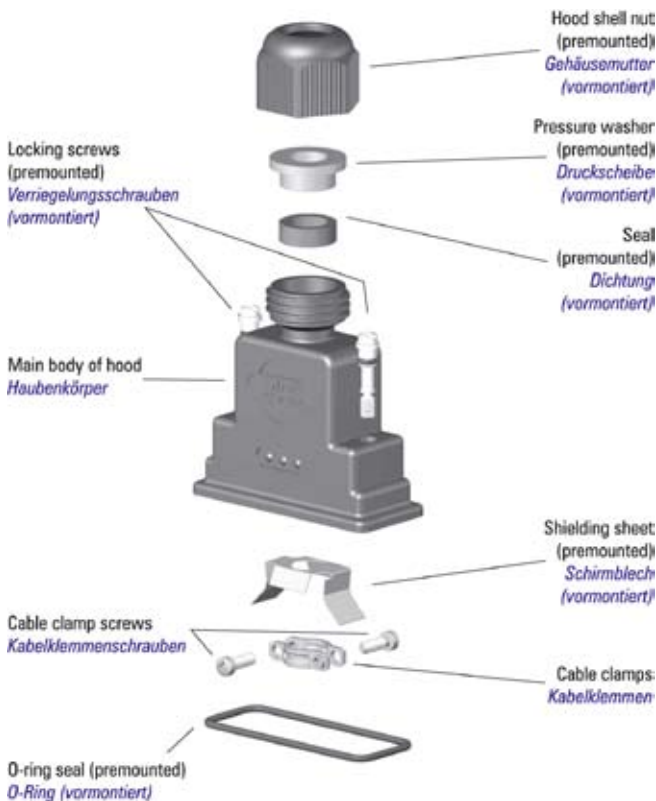 Hood shell nut
(premounted)
Gehäusemutter
(vormontiert)
Pressure washer
(premounted)
Druckscheibe
(vormontiert)
Seal
(premounted)
Dichtung
(vormontiert)
Locking screws
(premounted)
Verriegelungsschrauben
(vormontiert)
Main body of hood
Haubenkörper
Shielding sheet
(premounted)
Schirmblech
(vormontiert)
Cable clamp screws
Kabelklemmenschrauben
Cable clamps
Kabelklemmen
O-ring seal (premounted)
O-Ring (vormontiert)